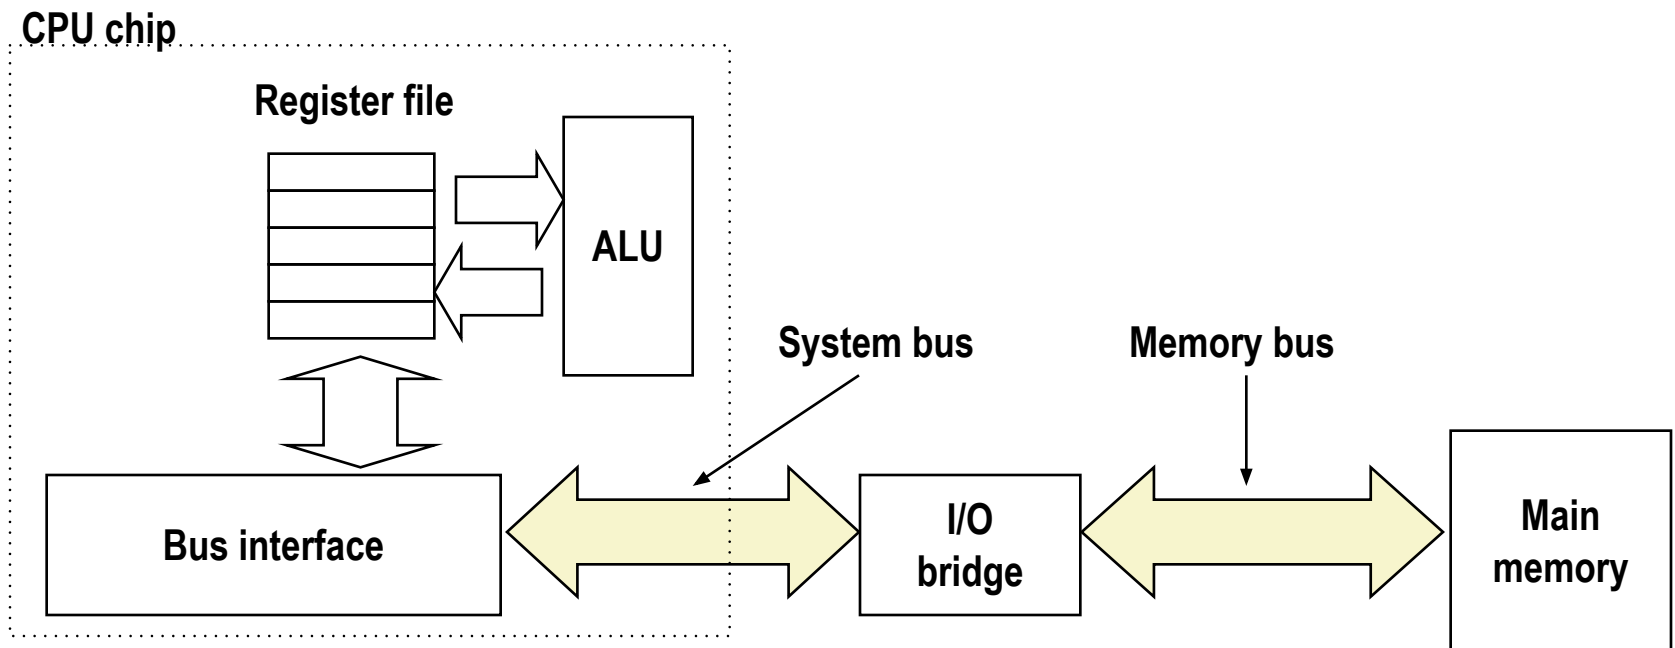 CPU chip
Register file
ALU
System bus
Memory bus
Bus interface
I/O
bridge
Main
memory